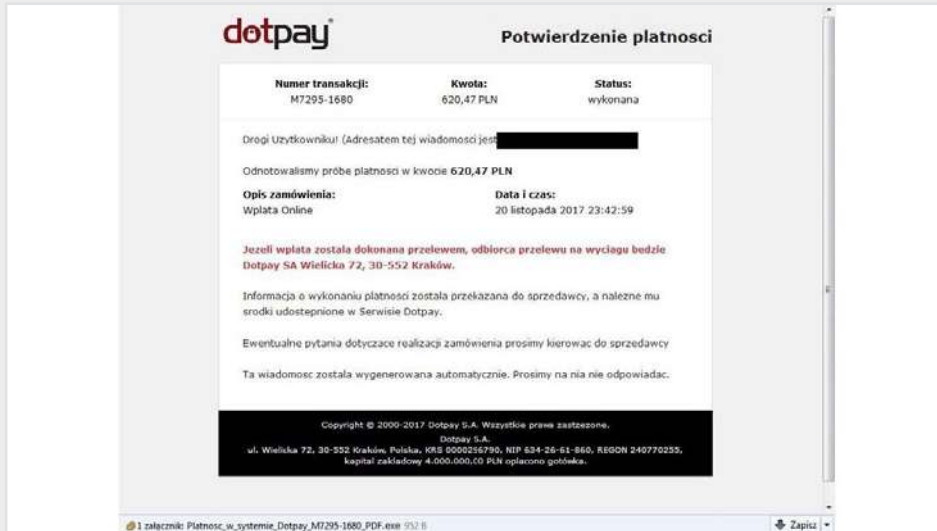 dotpay
Potwierdzenie platnosci
Numer transakcji: Kwota: Status:
M7295-1680 620,47 PLN wykonana
Drogi Uzytkowniku! (Adresatem tej wiadomosci jest
Odnotowalismy próbe platnosci w kwocie 620,47 PLN
Opis zamówienia: Data i czas:
Wplata Online 20 listopada 2017 23:42:59
Jezeli wplata zostala dokonana przelewem, odbiorca przelewu na wyciagu bedzie
Dotpay SA Wielicka 72, 30-552 Kraków.
Informacja o wykonaniu platnosci zostala przekazana do sprzedawcy, a nalezne mu
srodki udostepnione w Serwisie Dotpay.
Ewentualne pytania dotyczace realizacji zamówienia prosimy kierowac do sprzedawcy
Ta wiadomosc zostala wygenerowana automatycznie. Prosimy na nia nie odpowiadac.
Copyright © 2000-2017 Dotpay S.A. Wszystkie prawa zastzezone.
Dotpay S.A.
ul. Wielicka 72, 30-552 Kraków, Polska, KRS 0000296790, NIP 634-26-61-860, REGON 240770255,
kapitał zakladowy 4.000.000,00 PLN oplacono gotówka.
1 załącznik: Platnosc_w_systemie_Dotpay_M7295-1680_PDF.exe 952 B Zapisz